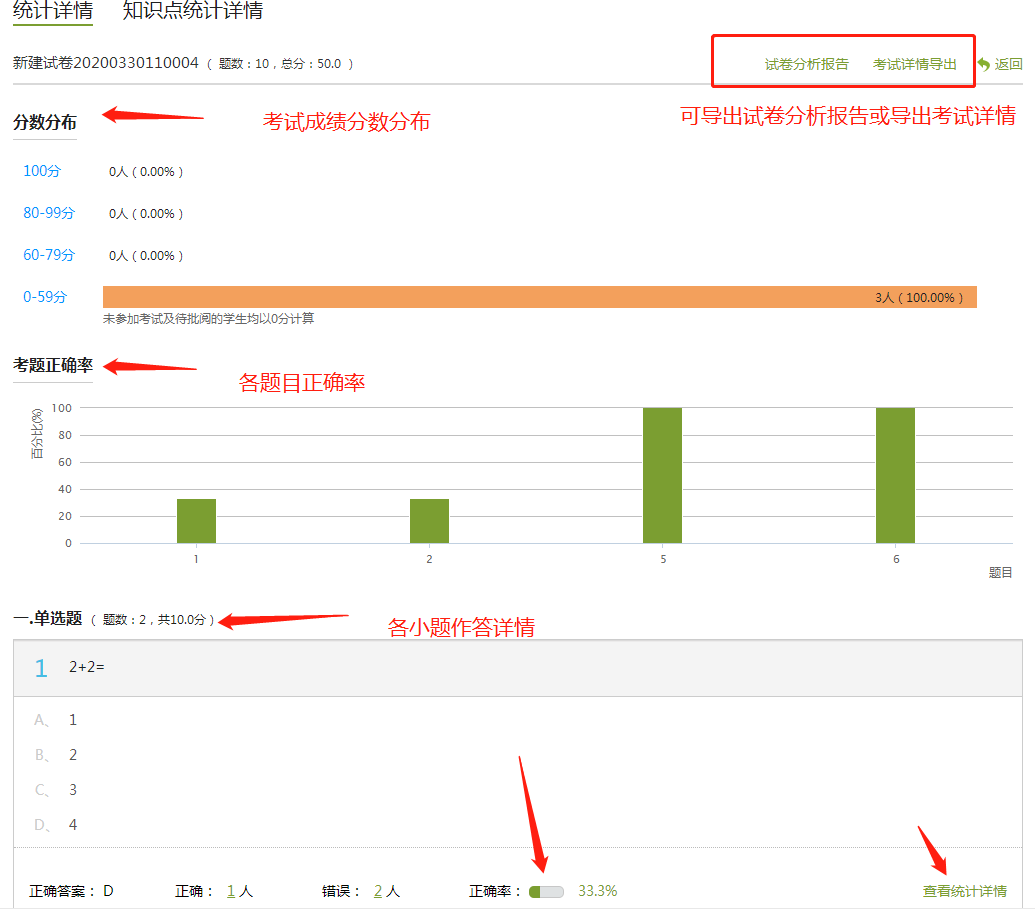 统计详情 知识点统计详情
新建试卷20200330110004 ( 题数:10,总分:50.0 ) 试卷分析报告 考试详情导出 返回
分数分布 考试成绩分数分布 可导出试卷分析报告或导出考试详情
100分 0人 ( 0.00% )
80-99分 0人 ( 0.00% )
60-79分 0人 ( 0.00% )
0-59分 3人 ( 100.00% )
未参加考试及待批阅的学生均以0分计算
考题正确率
各题目正确率
百分比(%)
100
80
60
40
20
0
1 2 5 6
题目
一.单选题 ( 题数:2,共10.0分 ) 各小题作答详情
1 2+2=
A、 1
B、 2
C、 3
D、 4
正确答案: D 正确: 1 人 错误: 2 人 正确率: 33.3% 查看统计详情